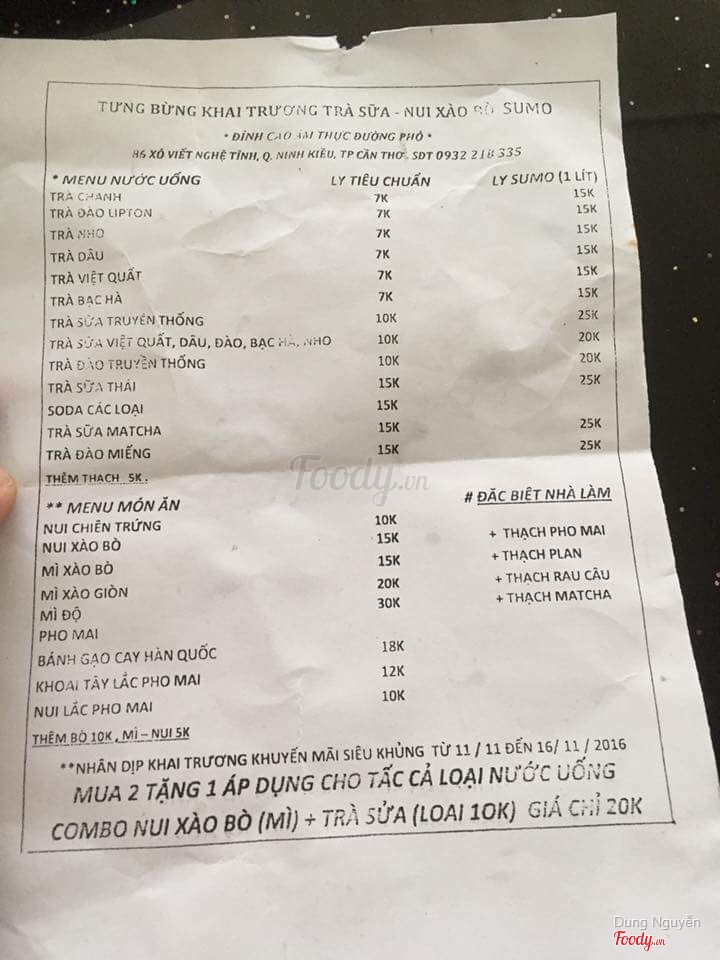 TƯNG BỪNG KHAI TRƯƠNG TRÀ SỮA - NUI XÀO BÒ SUMO
* ĐỈNH CAO ẨM THỰC ĐƯỜNG PHỐ *
86 XÔ VIẾT NGHỆ TĨNH, Q. NINH KIỀU, TP CẦN THƠ, SDT 0932 218 335
* MENU NƯỚC UỐNG LY TIÊU CHUẨN LY SUMO (1 LÍT)
TRÀ CHANH 7K 15K
TRÀ ĐÀO LIPTON 7K 15K
TRÀ NHO 7K 15K
TRÀ DÂU 7K 15K
TRÀ VIỆT QUẤT 7K 15K
TRÀ BẠC HÀ 7K 15K
TRÀ SỮA TRUYỀN THỐNG 10K 25K
TRÀ SỮA VIỆT QUẤT, DÂU, ĐÀO, BẠC HÀ, NHO 10K 20K
TRÀ ĐÀO TRUYỀN THỐNG 10K 20K
TRÀ SỮA THÁI 15K 25K
SODA CÁC LOẠI 15K
TRÀ SỮA MATCHA 15K 25K
TRÀ ĐÀO MIẾNG 15K 25K
THÊM THẠCH 5K.
Foody.vn
** MENU MÓN ĂN # ĐẶC BIỆT NHÀ LÀM
NUI CHIÊN TRỨNG 10K + THẠCH PHO MAI
NUI XÀO BÒ 15K + THẠCH PLAN
MÌ XÀO BÒ 15K + THẠCH RAU CÂU
MÌ XÀO GIÒN 20K + THẠCH MATCHA
MÌ ĐỘ 30K
PHO MAI
BÁNH GẠO CAY HÀN QUỐC 18K
KHOAI TÂY LẮC PHO MAI 12K
NUI LẮC PHO MAI 10K
THÊM BÒ 10K, MÌ – NUI 5K
**NHÂN DỊP KHAI TRƯƠNG KHUYẾN MÃI SIÊU KHỦNG TỪ 11 / 11 ĐẾN 16/ 11 / 2016
MUA 2 TẶNG 1 ÁP DỤNG CHO TẤC CẢ LOẠI NƯỚC UỐNG
COMBO NUI XÀO BÒ (MÌ) + TRÀ SỬA (LOAI 10K) GIÁ CHỈ 20K
Dung Nguyễn
Foody.vn